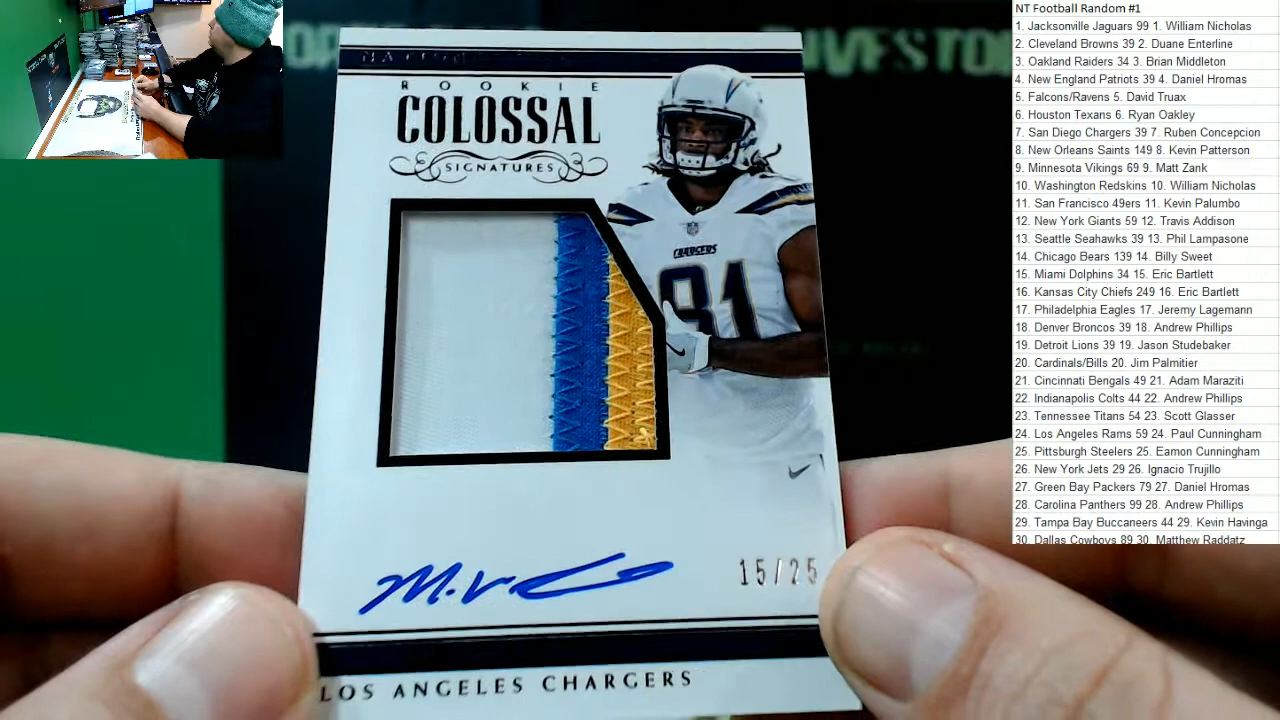 NT Football Random #1
1. Jacksonville Jaguars 99 1. William Nicholas
2. Cleveland Browns 39 2. Duane Enterline
3. Oakland Raiders 34 3. Brian Middleton
4. New England Patriots 39 4. Daniel Hromas
5. Falcons/Ravens 5. David Truax
6. Houston Texans 6. Ryan Oakley
7. San Diego Chargers 39 7. Ruben Concepcion
8. New Orleans Saints 149 8. Kevin Patterson
9. Minnesota Vikings 69 9. Matt Zank
10. Washington Redskins 10. William Nicholas
11. San Francisco 49ers 11. Kevin Palumbo
12. New York Giants 59 12. Travis Addison
13. Seattle Seahawks 39 13. Phil Lampasone
14. Chicago Bears 139 14. Billy Sweet
15. Miami Dolphins 34 15. Eric Bartlett
16. Kansas City Chiefs 249 16. Eric Bartlett
17. Philadelphia Eagles 17. Jeremy Lagemann
18. Denver Broncos 39 18. Andrew Phillips
19. Detroit Lions 39 19. Jason Studebaker
20. Cardinals/Bills 20. Jim Palmitier
21. Cincinnati Bengals 49 21. Adam Maraziti
22. Indianapolis Colts 44 22. Andrew Phillips
23. Tennessee Titans 54 23. Scott Glasser
24. Los Angeles Rams 59 24. Paul Cunningham
25. Pittsburgh Steelers 25. Eamon Cunningham
26. New York Jets 29 26. Ignacio Trujillo
27. Green Bay Packers 79 27. Daniel Hromas
28. Carolina Panthers 99 28. Andrew Phillips
29. Tampa Bay Buccaneers 44 29. Kevin Havinga
30. Dallas Cowboys 89 30. Matthew Raddatz
ROOKIE
COLOSSAL
SIGNATURES
CHARGERS
81
15/25
LOS ANGELES CHARGERS